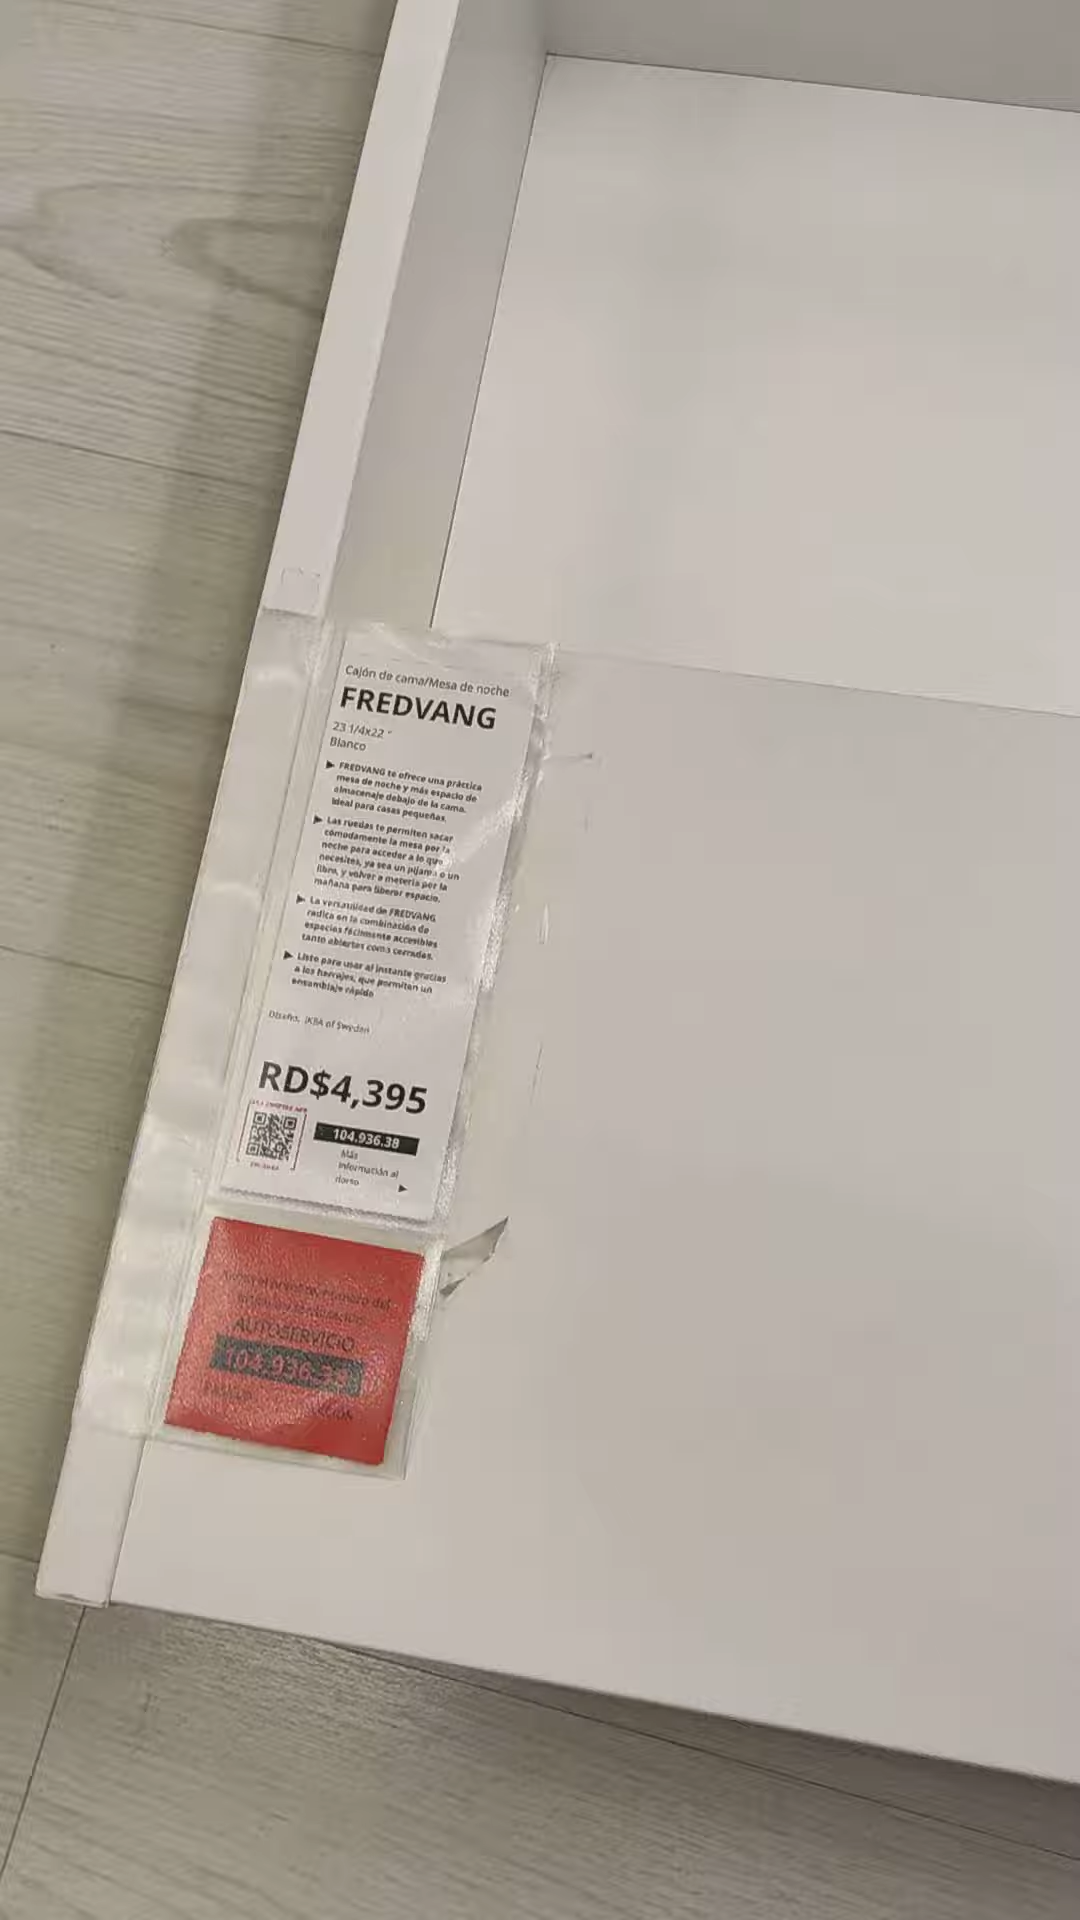 Cajón de cama/Mesa de noche
FREDVANG
23 1/4x22 "
Blanco
▶ FREDVANG te ofrece una práctica
mesa de noche y más espacio de
almacenaje debajo de la cama.
Ideal para casas pequeñas.
▶ Las ruedas te permiten sacar
cómodamente la mesa por la
noche para acceder a lo que
necesites, ya sea un pijama o un
libro, y volver a meterla por la
mañana para liberar espacio.
▶ La versatilidad de FREDVANG
radica en la combinación de
espacios fácilmente accesibles
tanto abiertos como cerrados.
▶ Listo para usar al instante gracias
a los herrajes, que permiten un
ensamblaje rápido
Diseño, IKEA of Sweden
RD$4,395
104.936.38
Más
información al
dorso ▶
AUTOSERVICIO
104.936.38